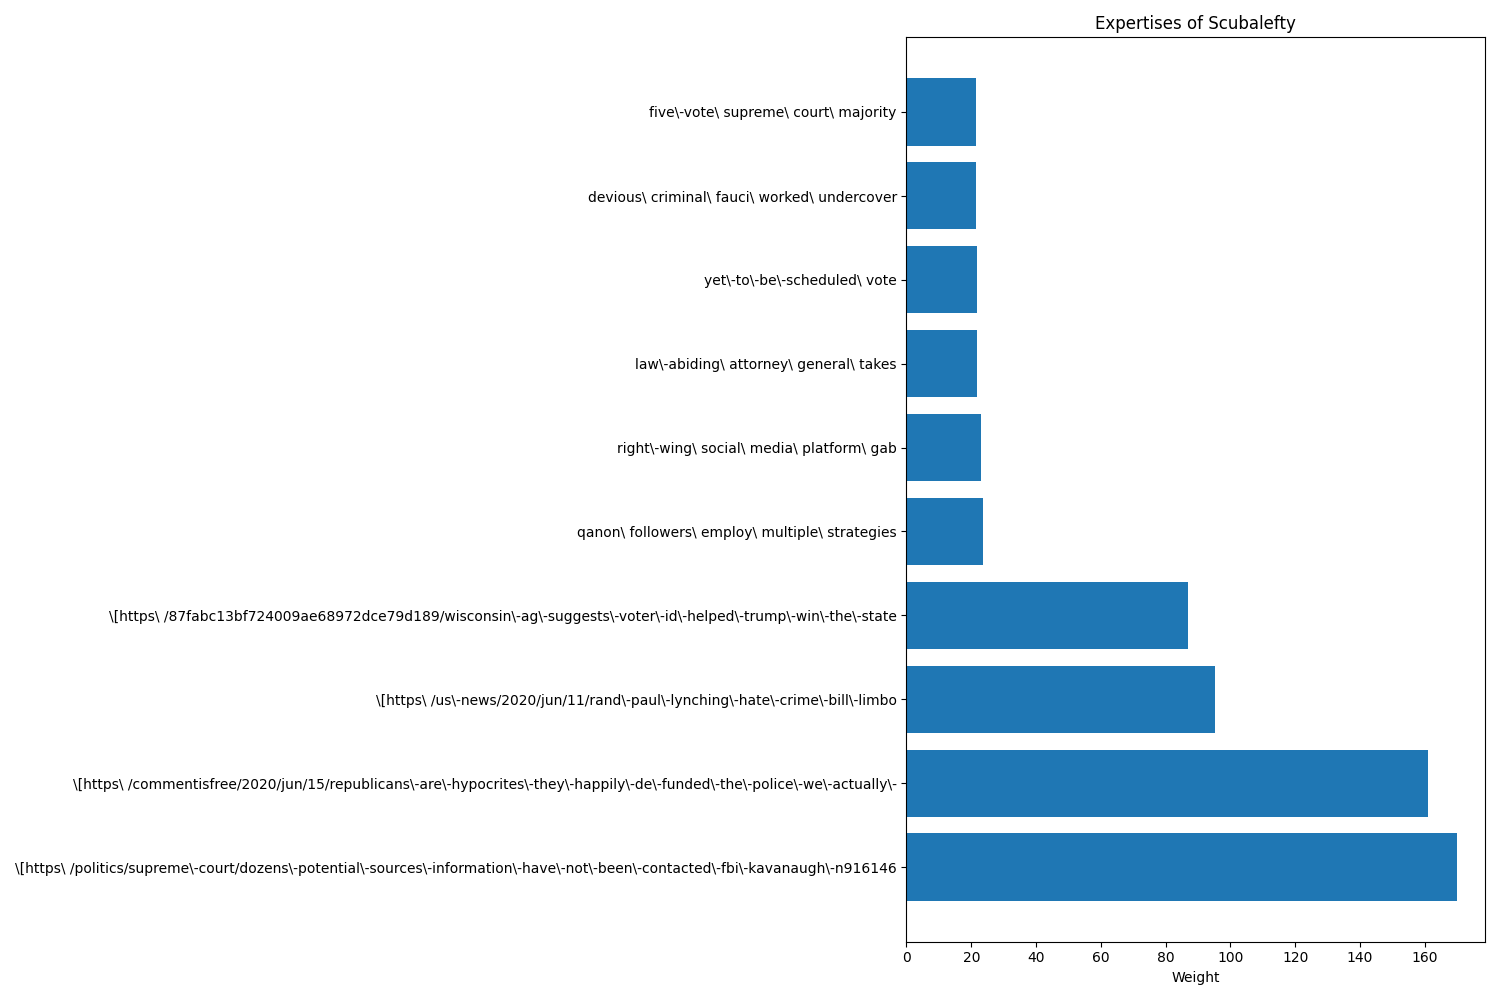 Expertises of Scubalefty
five\-vote\ supreme\ court\ majority
devious\ criminal\ fauci\ worked\ undercover
yet\-to\-be\-scheduled\ vote
law\-abiding\ attorney\ general\ takes
right\-wing\ social\ media\ platform\ gab
qanon\ followers\ employ\ multiple\ strategies
\[https\ /87fabc13bf724009ae68972dce79d189/wisconsin\-ag\-suggests\-voter\-id\-helped\-trump\-win\-the\-state
\[https\ /us\-news/2020/jun/11/rand\-paul\-lynching\-hate\-crime\-bill\-limbo
\[https\ /commentisfree/2020/jun/15/republicans\-are\-hypocrites\-they\-happily\-de\-funded\-the\-police\-we\-actually\-
\[https\ /politics/supreme\-court/dozens\-potential\-sources\-information\-have\-not\-been\-contacted\-fbi\-kavanaugh\-n916146
0 20 40 60 80 100 120 140 160
Weight